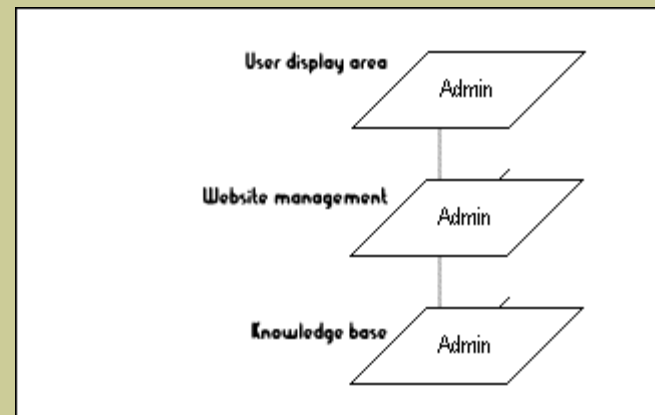 User display area
Admin
Website management
Admin
Knowledge base
Admin